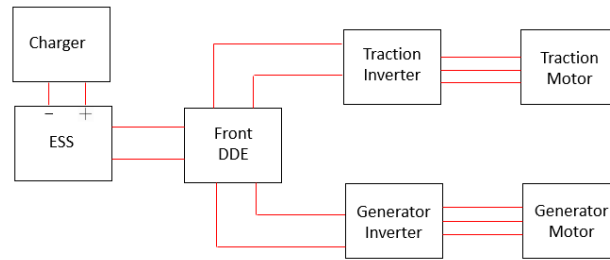 Charger
- +
ESS
Front
DDE
Traction
Inverter
Traction
Motor
Generator
Inverter
Generator
Motor